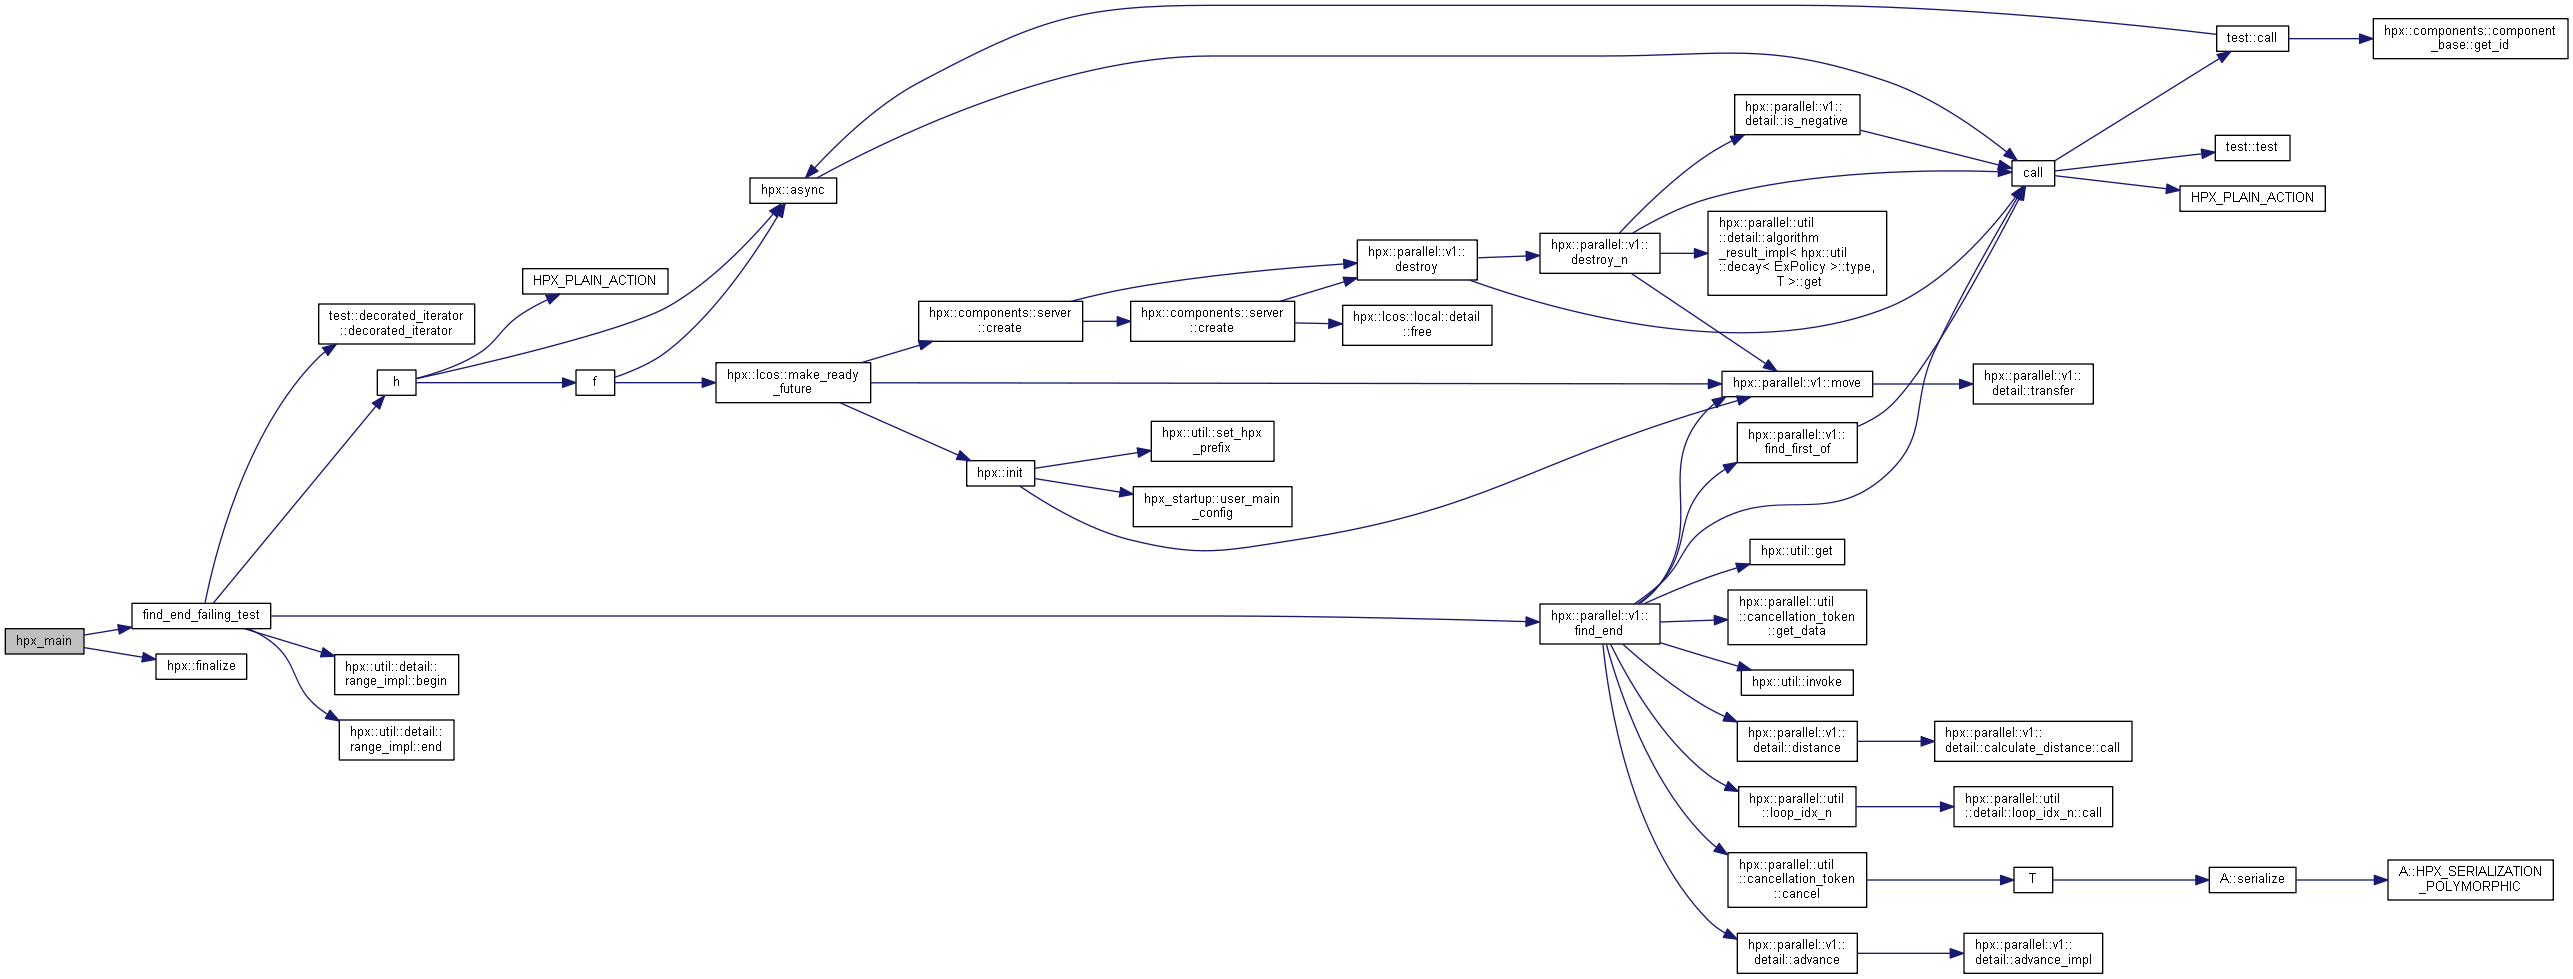 hpx_main
find_end_failing_test
hpx::finalize
test::decorated_iterator
::decorated_iterator
h
hpx::util::detail::
range_impl::begin
hpx::util::detail::
range_impl::end
HPX_PLAIN_ACTION
f
hpx::async
hpx::lcos::make_ready
_future
hpx::components::server
::create
hpx::init
hpx::components::server
::create
hpx::util::set_hpx
_prefix
hpx_startup::user_main
_config
hpx::parallel::v1::
destroy
hpx::lcos::local::detail
::free
hpx::parallel::v1::
destroy_n
hpx::parallel::v1::
find_end
hpx::parallel::v1::
detail::is_negative
hpx::parallel::util
::detail::algorithm
_result_impl< hpx::util
::decay< ExPolicy >::type,
T >::get
hpx::parallel::v1::move
hpx::parallel::v1::
find_first_of
hpx::util::get
hpx::parallel::util
::cancellation_token
::get_data
hpx::util::invoke
hpx::parallel::v1::
detail::distance
hpx::parallel::util
::loop_idx_n
hpx::parallel::util
::cancellation_token
::cancel
hpx::parallel::v1::
detail::advance
call
hpx::parallel::v1::
detail::transfer
hpx::parallel::v1::
detail::calculate_distance::call
hpx::parallel::util
::detail::loop_idx_n::call
T
hpx::parallel::v1::
detail::advance_impl
test::call
test::test
HPX_PLAIN_ACTION
A::serialize
hpx::components::component
_base::get_id
A::HPX_SERIALIZATION
_POLYMORPHIC